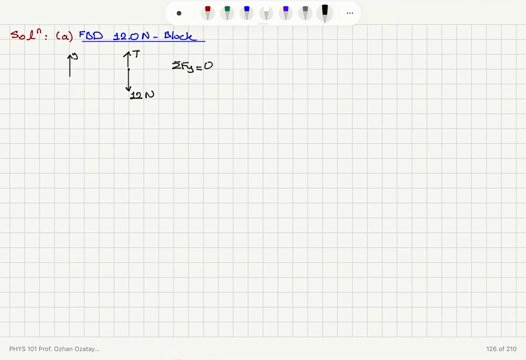 Solⁿ: (a) FBD 12.0 N - Block
y
T
ΣFy = 0
12 N
PHYS 101 Prof. Ozhan Ozatay...
126 of 210